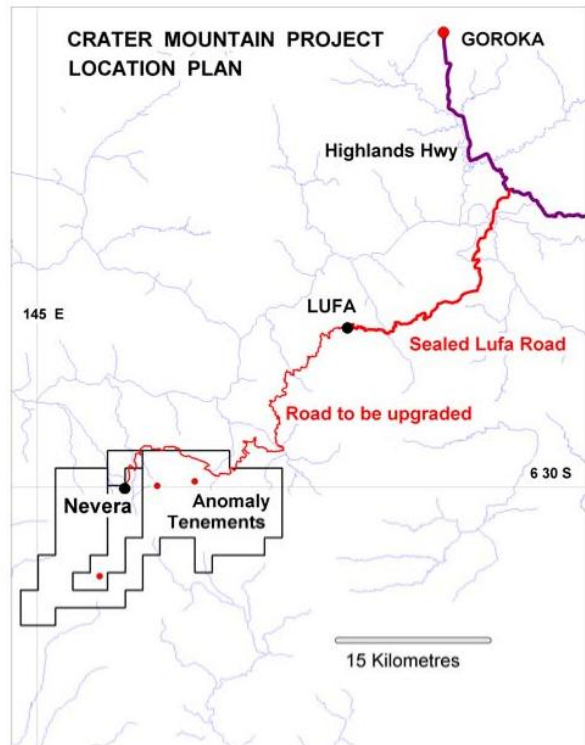 CRATER MOUNTAIN PROJECT
LOCATION PLAN
GOROKA
Highlands Hwy
145 E
LUFA
Sealed Lufa Road
Road to be upgraded
6 30 S
Nevera
Anomaly
Tenements
15 Kilometres